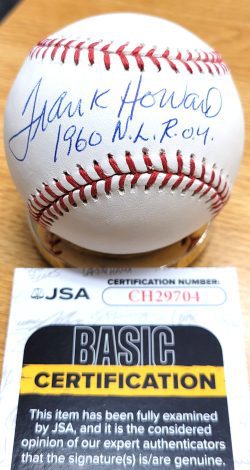 Frank Howard
1960 N.L.R.O.Y.
JSA
CERTIFICATION NUMBER:
CH29704
BASIC
CERTIFICATION
This item has been fully examined
by JSA, and it is the considered
opinion of our expert authenticators
that the signature(s) is/are genuine.